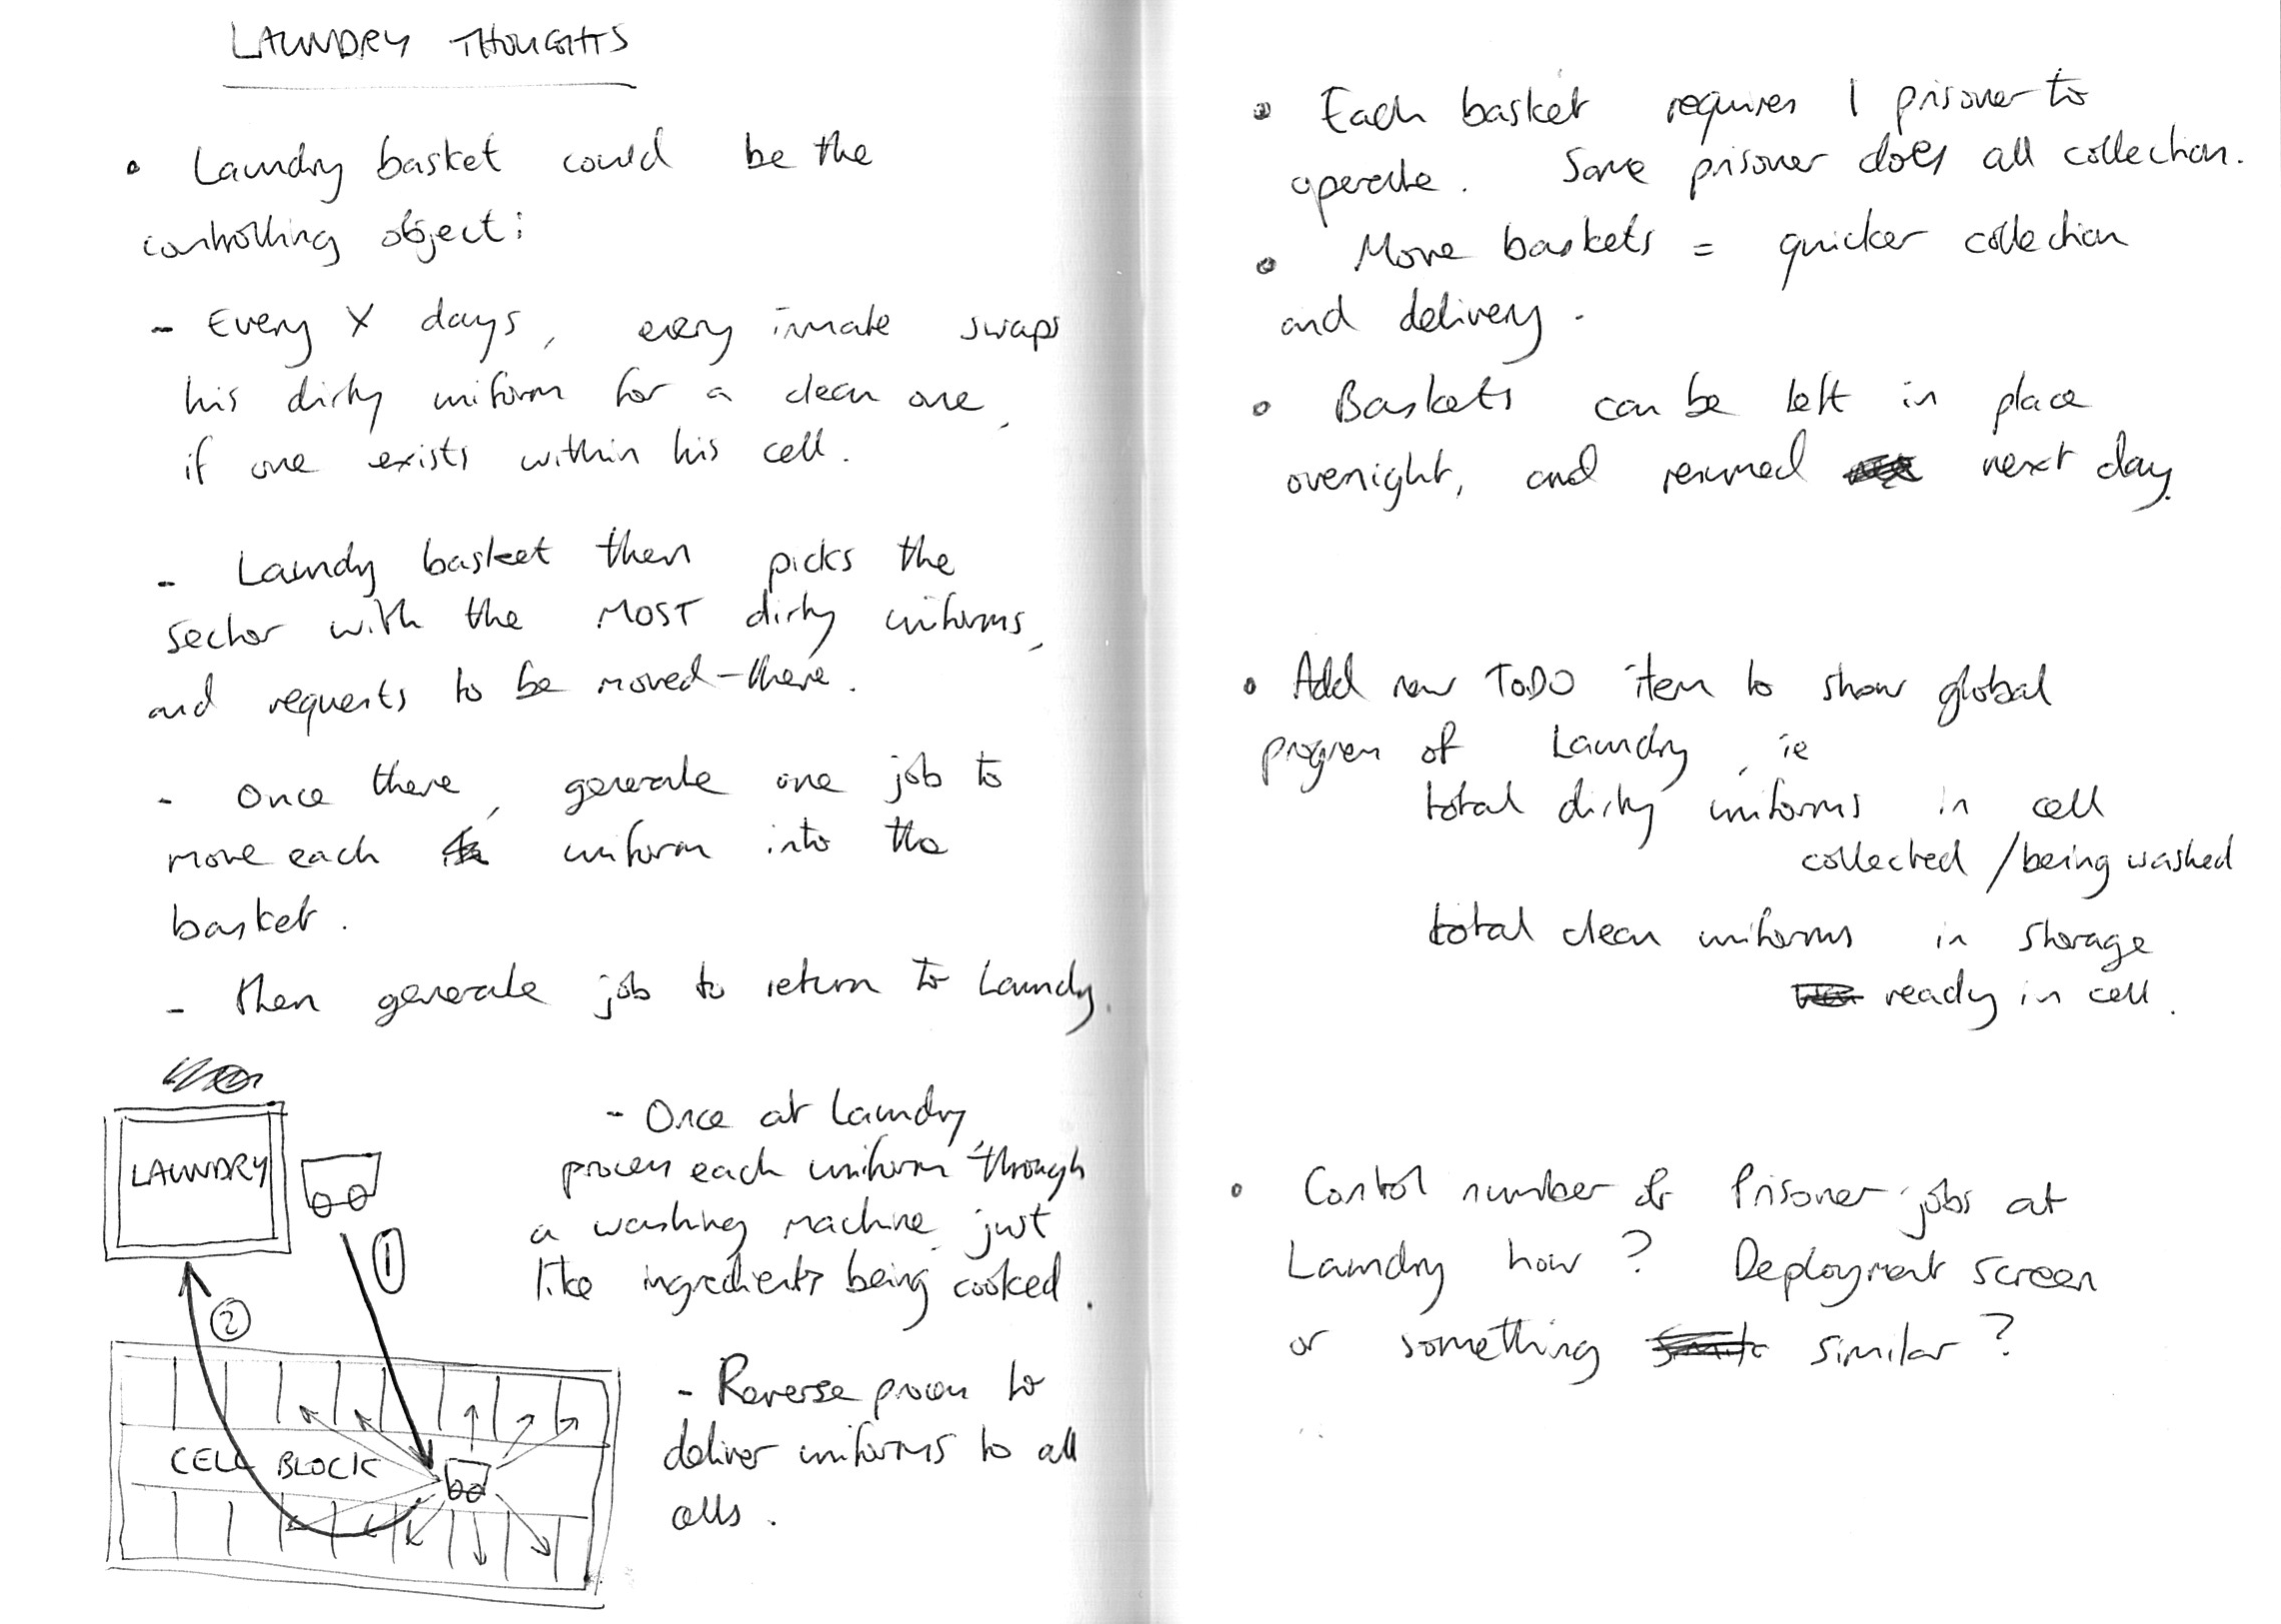 LAUNDRY THOUGHTS
• Laundry basket could be the
controlling object:
- Every X days, every inmate swaps
his dirty uniform for a clean one,
if one exists within his cell.
- Laundry basket then picks the
sector with the MOST dirty uniforms,
and requests to be moved there.
- Once there, generate one job to
move each uniform into the
basket.
- Then generate job to return to Laundry.
- Once at Laundry,
process each uniform through
a washing machine, just
like ingredients being cooked.
- Reverse process to
deliver uniforms to all
cells.
LAUNDRY
1
2
CELL BLOCK
• Each basket requires 1 prisoner to
operate. Same prisoner does all collection.
• More baskets = quicker collection
and delivery.
• Baskets can be left in place
overnight, and resumed next day.
• Add new TODO item to show global
progress of Laundry, ie
total dirty uniforms in cell
collected / being washed
total clean uniforms in storage
ready in cell.
• Control number of Prisoner jobs at
Laundry how? Deployment screen
or something similar?